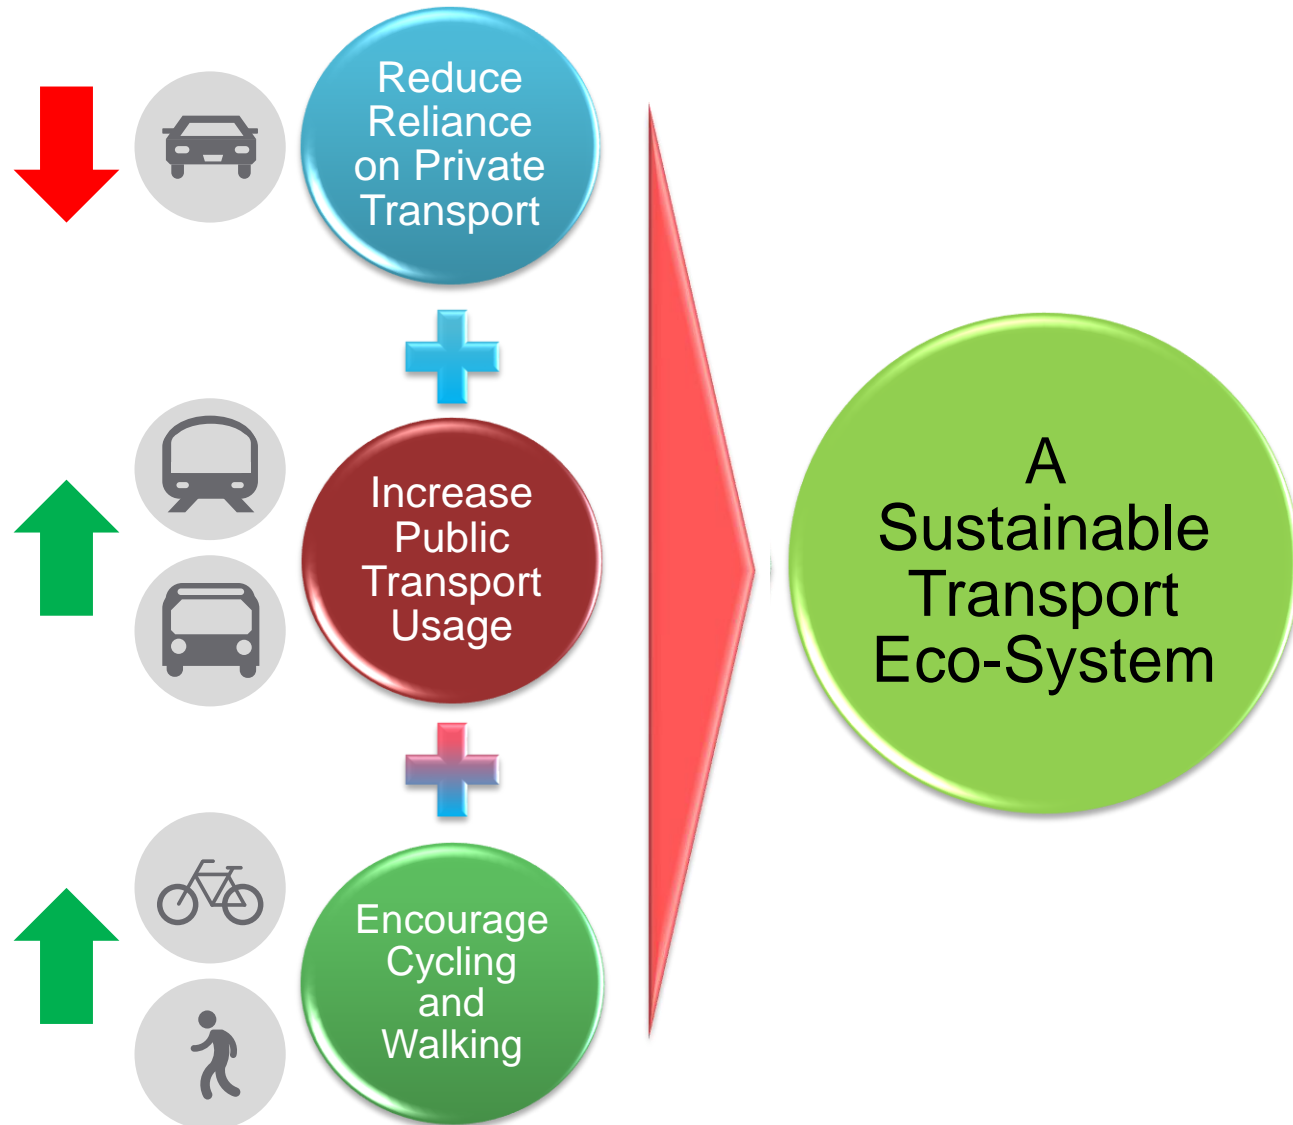 Reduce
Reliance
on Private
Transport
Increase
Public
Transport
Usage
Encourage
Cycling
and
Walking
A
Sustainable
Transport
Eco-System